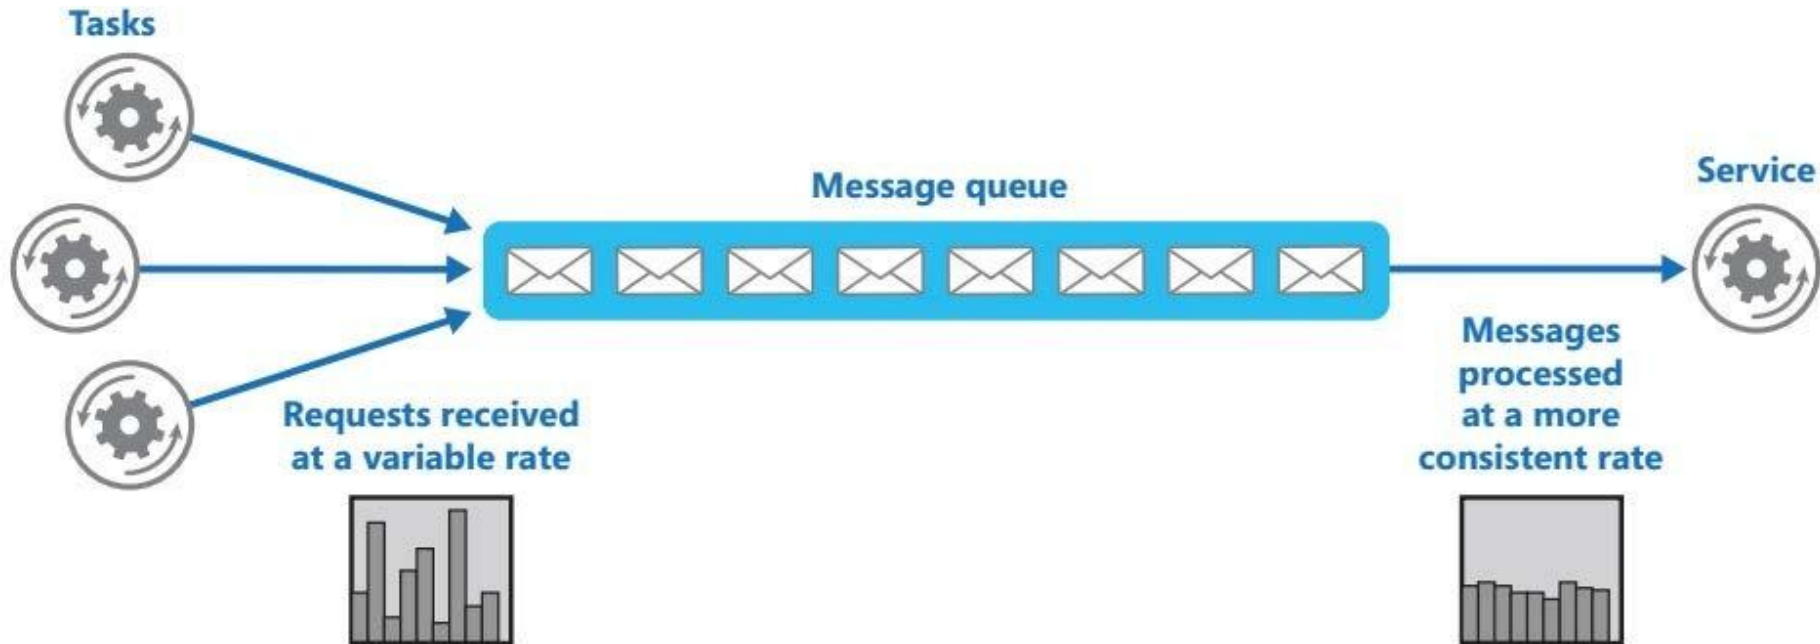 Tasks
Message queue
Service
Requests received
at a variable rate
Messages
processed
at a more
consistent rate